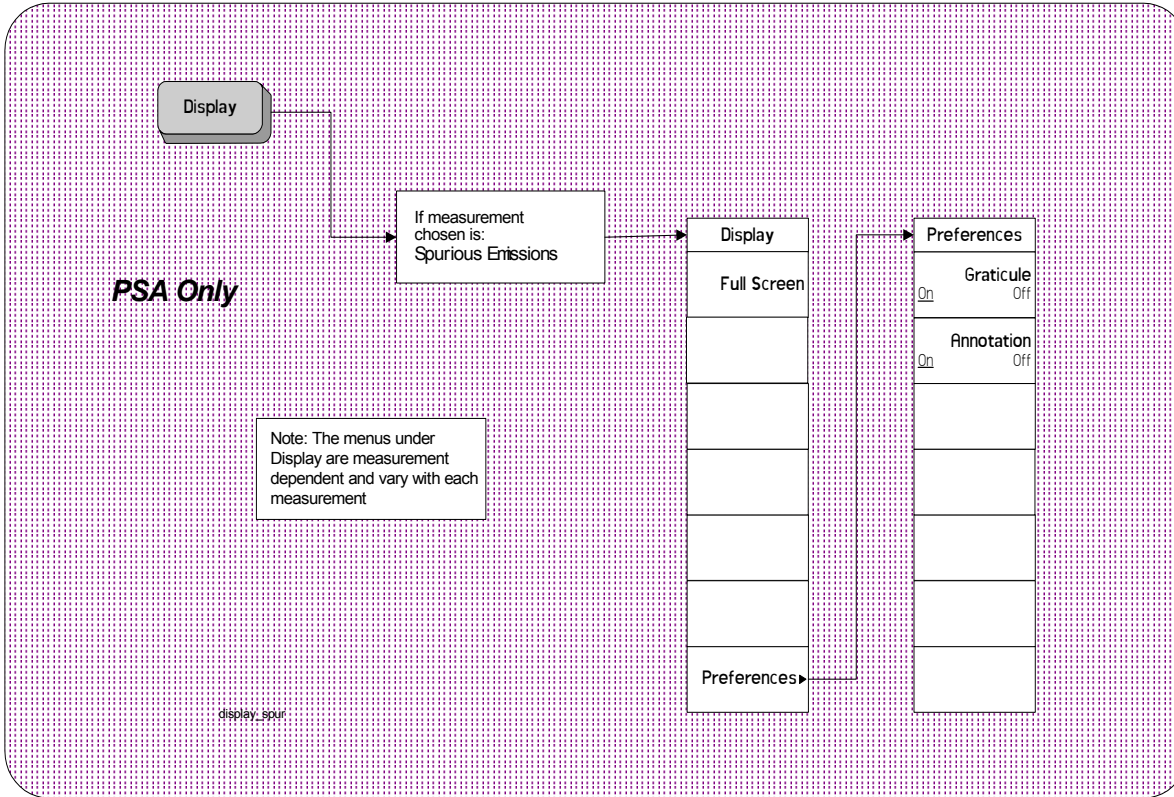 Display
If measurement
chosen is:
Spurious Emissions
PSA Only
Note: The menus under
Display are measurement
dependent and vary with each
measurement
Display
Full Screen
Preferences
Preferences
Graticule
On Off
Annotation
On Off
display_spur